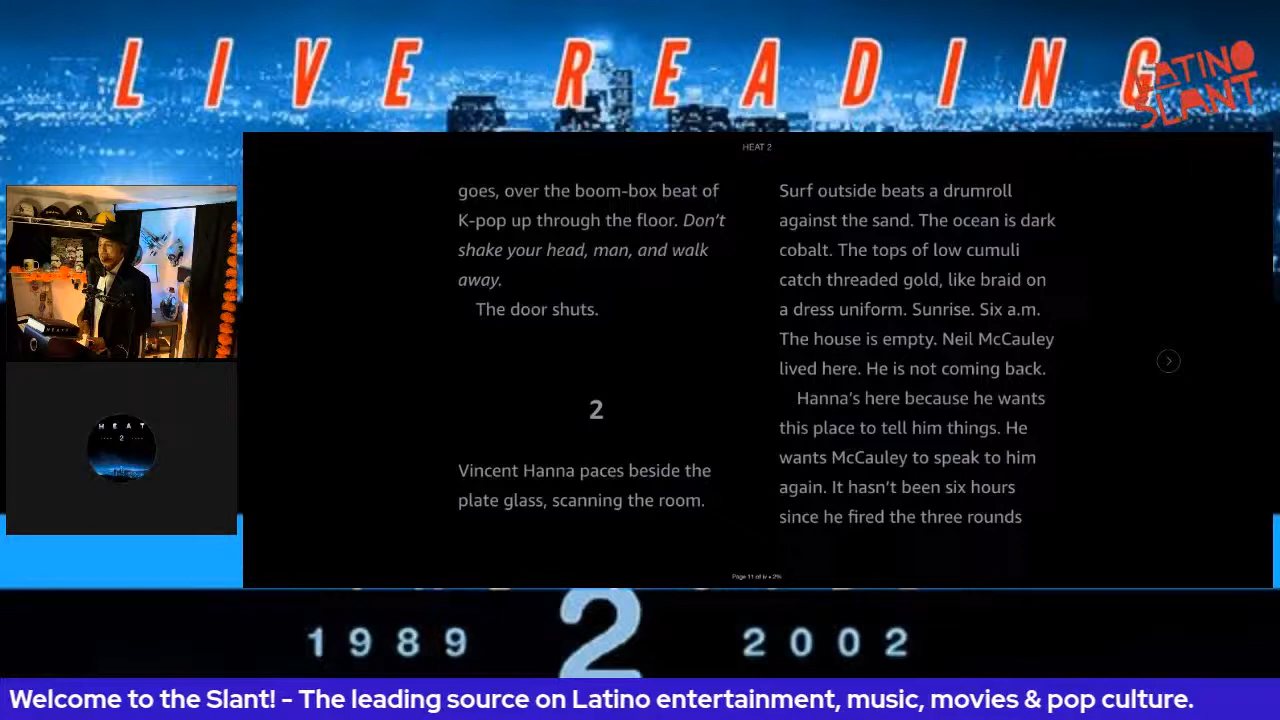 LIVE READING
LATINO
SLANT
HEAT 2
goes, over the boom-box beat of
K-pop up through the floor. Don’t
shake your head, man, and walk
away.
The door shuts.
2
Vincent Hanna paces beside the
plate glass, scanning the room.
Surf outside beats a drumroll
against the sand. The ocean is dark
cobalt. The tops of low cumuli
catch threaded gold, like braid on
a dress uniform. Sunrise. Six a.m.
The house is empty. Neil McCauley
lived here. He is not coming back.
Hanna’s here because he wants
this place to tell him things. He
wants McCauley to speak to him
again. It hasn’t been six hours
since he fired the three rounds
Page 11 of iv • 2%
HEAT
2
1989 2 2002
Welcome to the Slant! - The leading source on Latino entertainment, music, movies & pop culture.